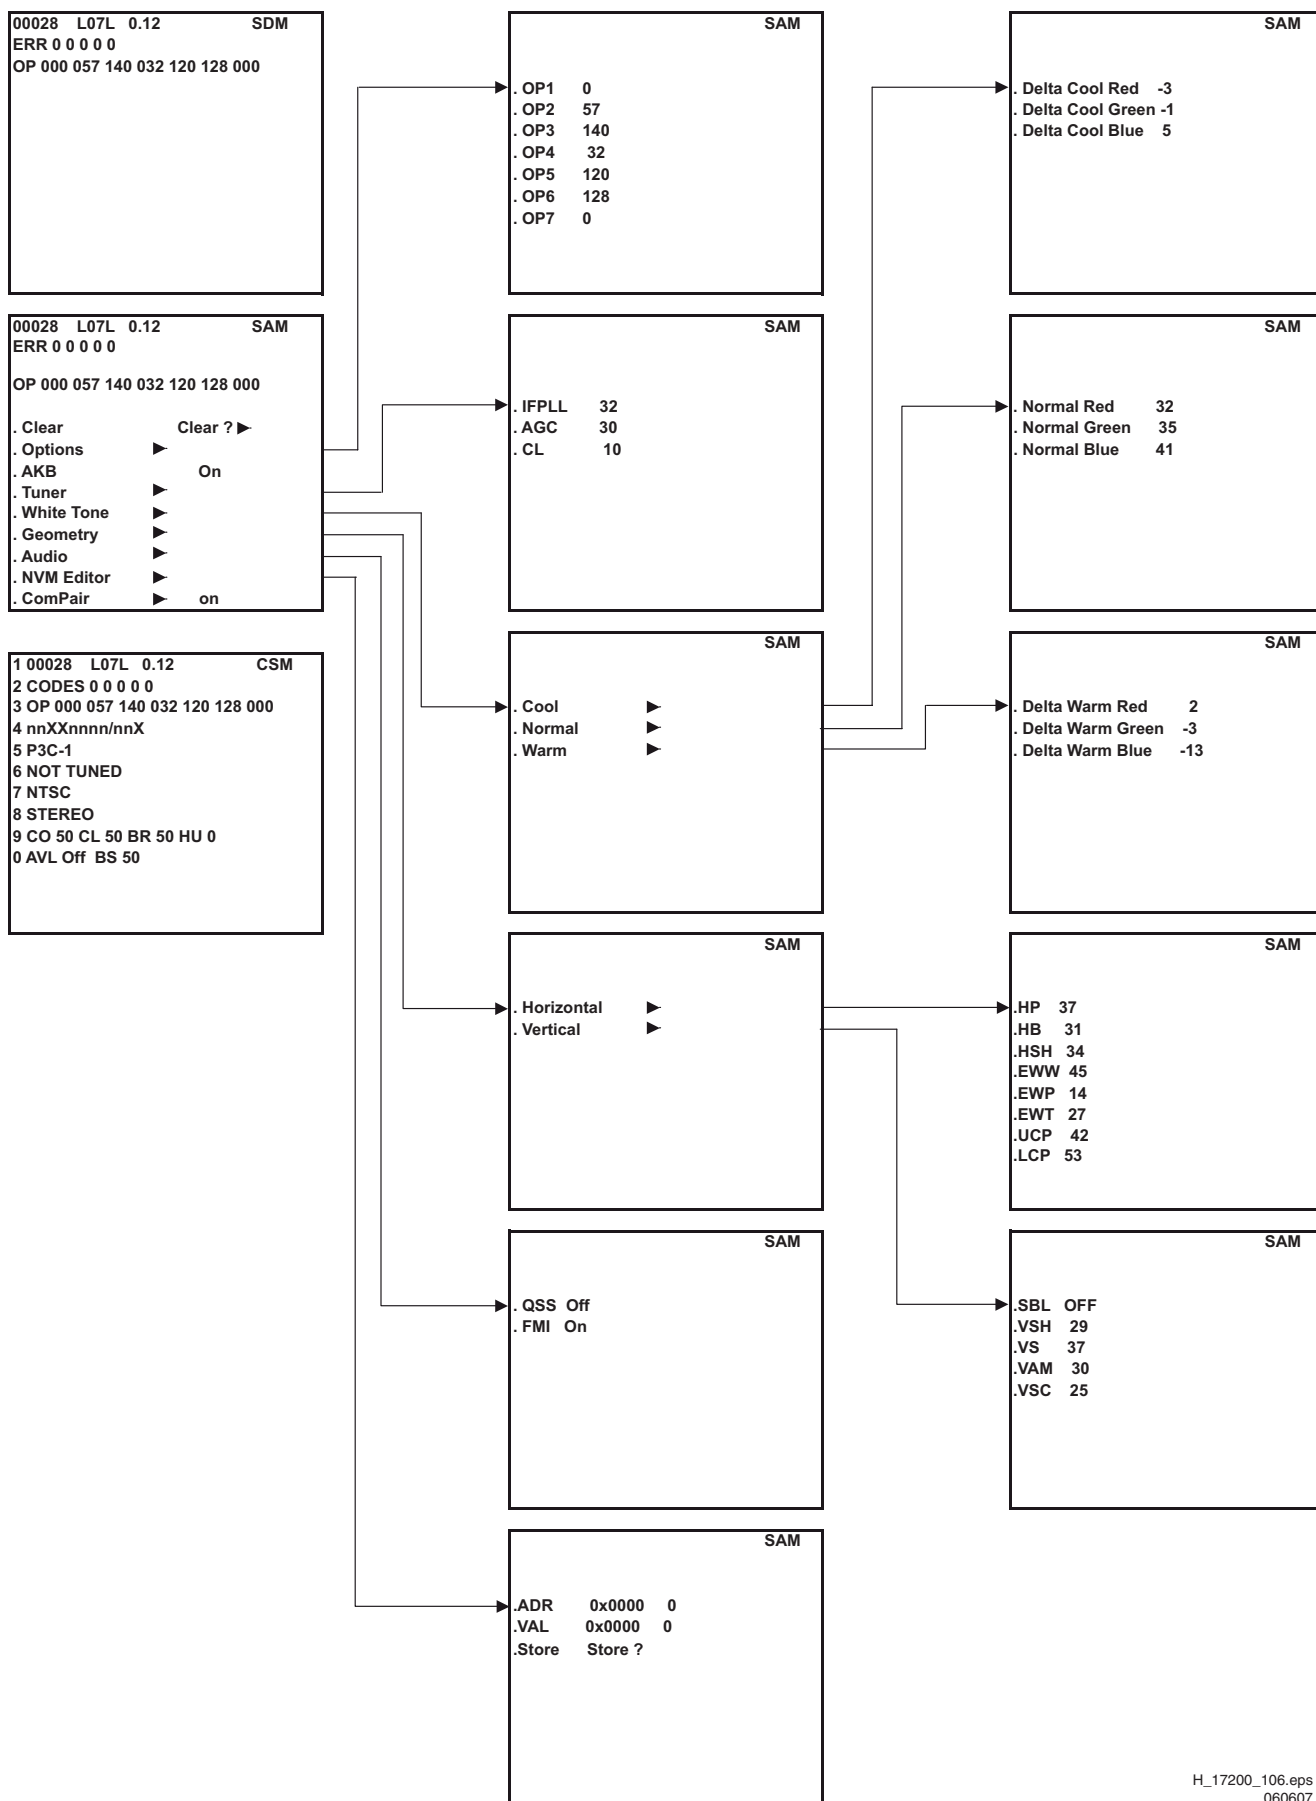 00028 L07L 0.12 SDM
ERR 0 0 0 0 0
OP 000 057 140 032 120 128 000
00028 L07L 0.12 SAM
ERR 0 0 0 0 0
OP 000 057 140 032 120 128 000
. Clear Clear ?
. Options
. AKB On
. Tuner
. White Tone
. Geometry
. Audio
. NVM Editor
. ComPair on
1 00028 L07L 0.12 CSM
2 CODES 0 0 0 0 0
3 OP 000 057 140 032 120 128 000
4 nnXXnnnn/nnX
5 P3C-1
6 NOT TUNED
7 NTSC
8 STEREO
9 CO 50 CL 50 BR 50 HU 0
0 AVL Off BS 50
SAM
. OP1 0
. OP2 57
. OP3 140
. OP4 32
. OP5 120
. OP6 128
. OP7 0
SAM
. IFPLL 32
. AGC 30
. CL 10
SAM
. Cool
. Normal
. Warm
SAM
. Horizontal
. Vertical
SAM
. QSS Off
. FMI On
SAM
.ADR 0x0000 0
.VAL 0x0000 0
.Store Store ?
SAM
. Delta Cool Red -3
. Delta Cool Green -1
. Delta Cool Blue 5
SAM
. Normal Red 32
. Normal Green 35
. Normal Blue 41
SAM
. Delta Warm Red 2
. Delta Warm Green -3
. Delta Warm Blue -13
SAM
.HP 37
.HB 31
.HSH 34
.EWW 45
.EWP 14
.EWT 27
.UCP 42
.LCP 53
SAM
.SBL OFF
.VSH 29
.VS 37
.VAM 30
.VSC 25
H_17200_106.eps
060607